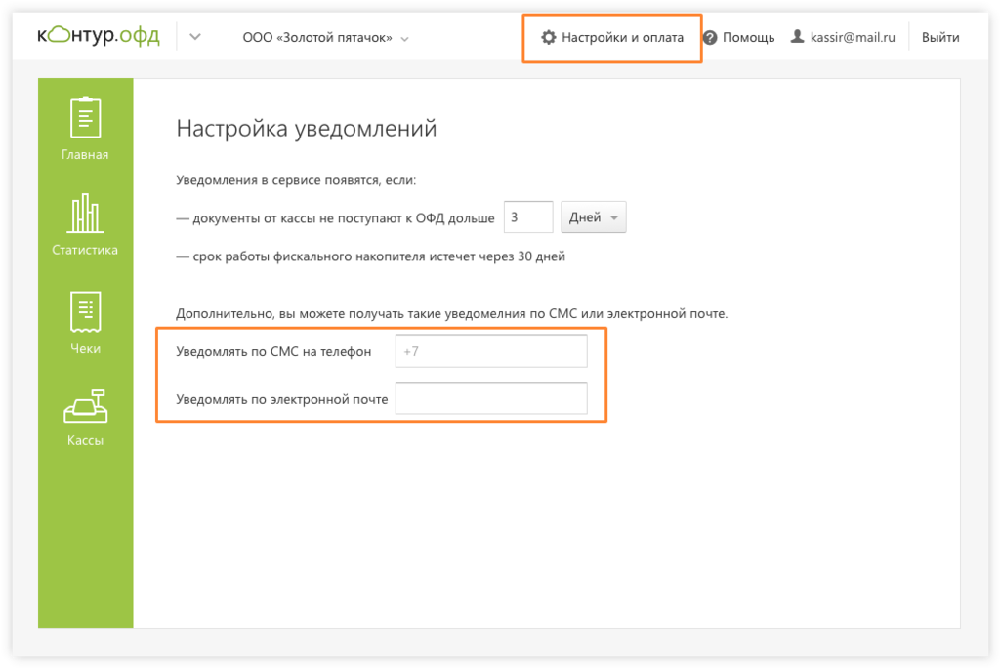 контур.офд
ООО «Золотой пятачок»
Настройки и оплата
Помощь
kassir@mail.ru
Выйти
Главная
Статистика
Чеки
Кассы
Настройка уведомлений
Уведомления в сервисе появятся, если:
— документы от кассы не поступают к ОФД дольше 3 Дней
— срок работы фискального накопителя истечет через 30 дней
Дополнительно, вы можете получать такие уведомелния по СМС или электронной почте.
Уведомлять по СМС на телефон +7
Уведомлять по электронной почте